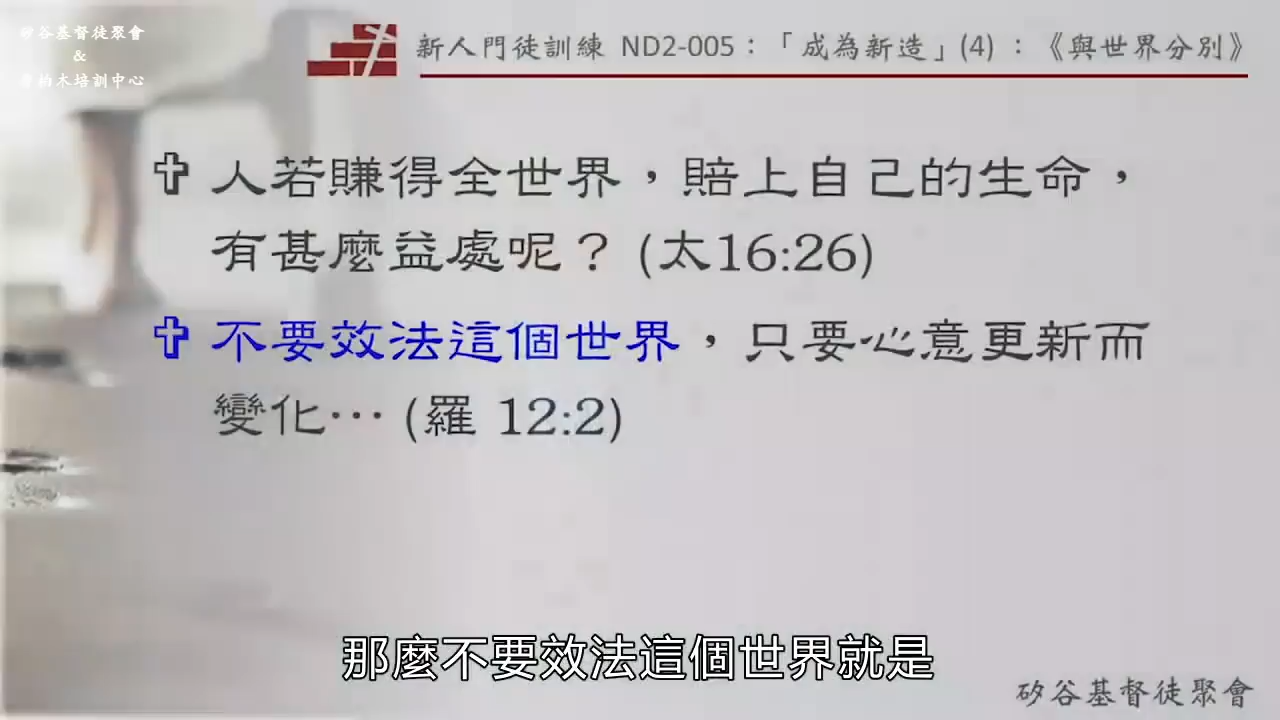 矽谷基督徒聚會
&
柏木培訓中心
新人門徒訓練 ND2-005：「成為新造」(4) ：《與世界分別》
人若賺得全世界，賠上自己的生命，
有甚麼益處呢？(太16:26)
不要效法這個世界，只要心意更新而
變化… (羅 12:2)
那麼不要效法這個世界就是
矽谷基督徒聚會